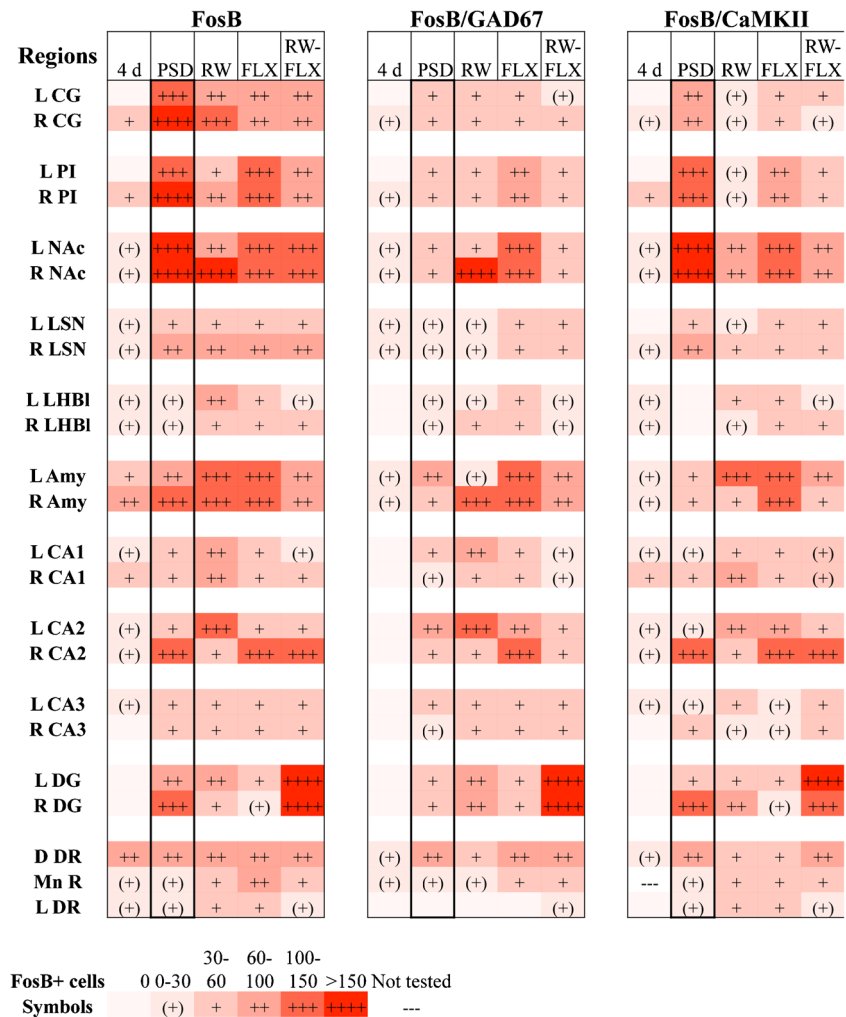 FosB FosB/GAD67 FosB/CaMKII
Regions 4 d PSD RW FLX RW-FLX 4 d PSD RW FLX RW-FLX 4 d PSD RW FLX RW-FLX
L CG +++ ++ ++ ++ + + + (+) ++ (+) + +
R CG + ++++ +++ ++ ++ (+) + + + + (+) ++ (+) + (+)
L PI +++ + +++ ++ + + ++ + +++ (+) ++ +
R PI + ++++ ++ +++ ++ (+) + + ++ + + +++ (+) ++ +
L NAc (+) ++++ ++ +++ +++ (+) + + +++ + (+) ++++ ++ +++ ++
R NAc (+) ++++ ++++ +++ +++ (+) + ++++ +++ + (+) ++++ ++ +++ ++
L LSN (+) + + + + (+) (+) (+) + + + (+) + +
R LSN (+) ++ ++ ++ ++ (+) (+) (+) + + (+) ++ + + +
L LHBl (+) (+) ++ + (+) (+) (+) + (+) (+) + + (+)
R LHBl (+) (+) + + + (+) + + (+) (+) (+) + +
L Amy + ++ +++ +++ ++ (+) ++ (+) +++ ++ (+) + +++ +++ ++
R Amy ++ +++ +++ +++ ++ (+) + +++ +++ ++ (+) + + +++ +
L CA1 (+) + ++ + (+) + ++ + (+) (+) (+) + + (+)
R CA1 + + ++ + + (+) + + (+) + + ++ + (+)
L CA2 (+) + +++ + + ++ +++ ++ + (+) (+) ++ ++ +
R CA2 (+) +++ + +++ +++ + + +++ + (+) +++ + +++ +++
L CA3 (+) + + + + + + + + (+) (+) + (+) +
R CA3 + + + + (+) + + + + (+) (+) +
L DG ++ ++ + ++++ + ++ + ++++ + + + ++++
R DG +++ + (+) ++++ + ++ + ++++ +++ ++ (+) +++
D DR ++ ++ ++ ++ ++ (+) ++ + ++ ++ (+) ++ + + ++
Mn R (+) (+) + ++ + (+) (+) (+) + + --- (+) + + +
L DR (+) (+) + + (+) (+) (+) + + (+)
FosB+ cells 0 0-30 30-60 60-100 100-150 >150 Not tested
Symbols (+) + ++ +++ ++++ ---